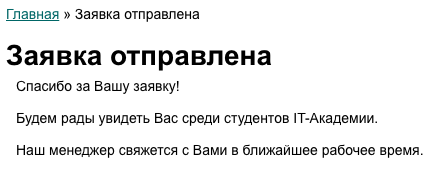 Главная » Заявка отправлена
Заявка отправлена
Спасибо за Вашу заявку!
Будем рады увидеть Вас среди студентов IT-Академии.
Наш менеджер свяжется с Вами в ближайшее рабочее время.